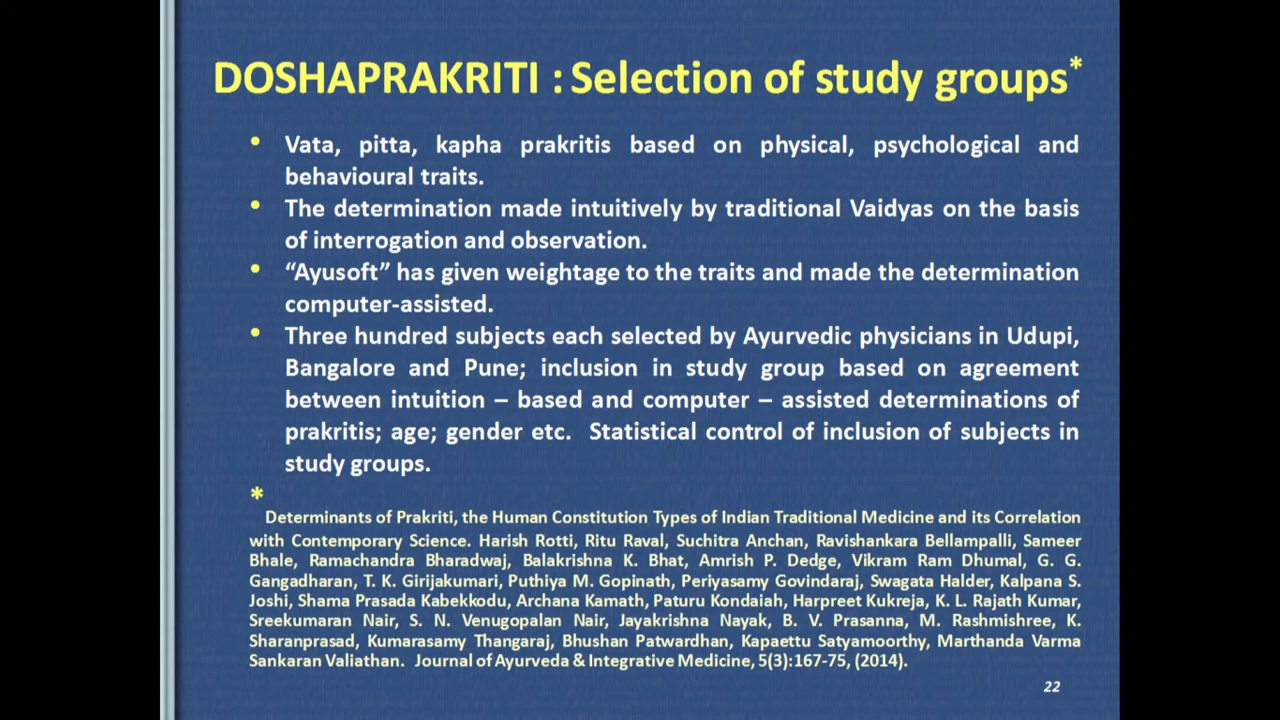 DOSHAPRAKRITI : Selection of study groups*
• Vata, pitta, kapha prakritis based on physical, psychological and
behavioural traits.
• The determination made intuitively by traditional Vaidyas on the basis
of interrogation and observation.
• “Ayusoft” has given weightage to the traits and made the determination
computer-assisted.
• Three hundred subjects each selected by Ayurvedic physicians in Udupi,
Bangalore and Pune; inclusion in study group based on agreement
between intuition – based and computer – assisted determinations of
prakritis; age; gender etc. Statistical control of inclusion of subjects in
study groups.
*
Determinants of Prakriti, the Human Constitution Types of Indian Traditional Medicine and its Correlation
with Contemporary Science. Harish Rotti, Ritu Raval, Suchitra Anchan, Ravishankara Bellampalli, Sameer
Bhale, Ramachandra Bharadwaj, Balakrishna K. Bhat, Amrish P. Dedge, Vikram Ram Dhumal, G. G.
Gangadharan, T. K. Girijakumari, Puthiya M. Gopinath, Periyasamy Govindaraj, Swagata Halder, Kalpana S.
Joshi, Shama Prasada Kabekkodu, Archana Kamath, Paturu Kondaiah, Harpreet Kukreja, K. L. Rajath Kumar,
Sreekumaran Nair, S. N. Venugopalan Nair, Jayakrishna Nayak, B. V. Prasanna, M. Rashmishree, K.
Sharanprasad, Kumarasamy Thangaraj, Bhushan Patwardhan, Kapaettu Satyamoorthy, Marthanda Varma
Sankaran Valiathan. Journal of Ayurveda & Integrative Medicine, 5(3):167-75, (2014).
22